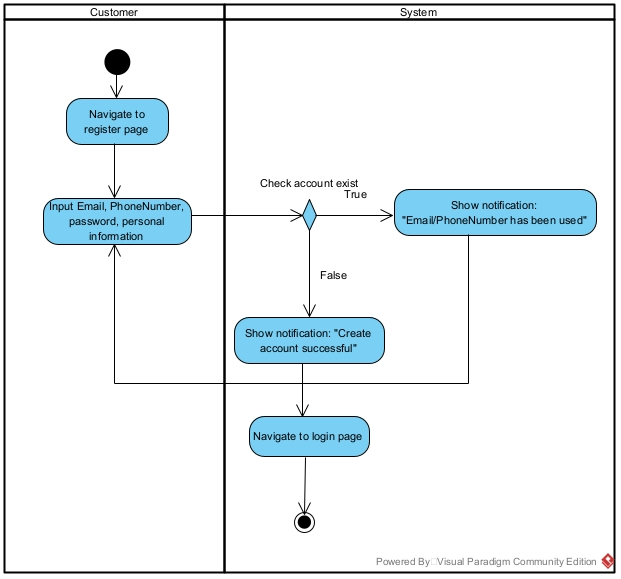 Customer
System
Navigate to
register page
Check account exist
True
Input Email, PhoneNumber,
password, personal
information
Show notification:
"Email/PhoneNumber has been used"
False
Show notification: "Create
account successful"
Navigate to login page
Powered By Visual Paradigm Community Edition